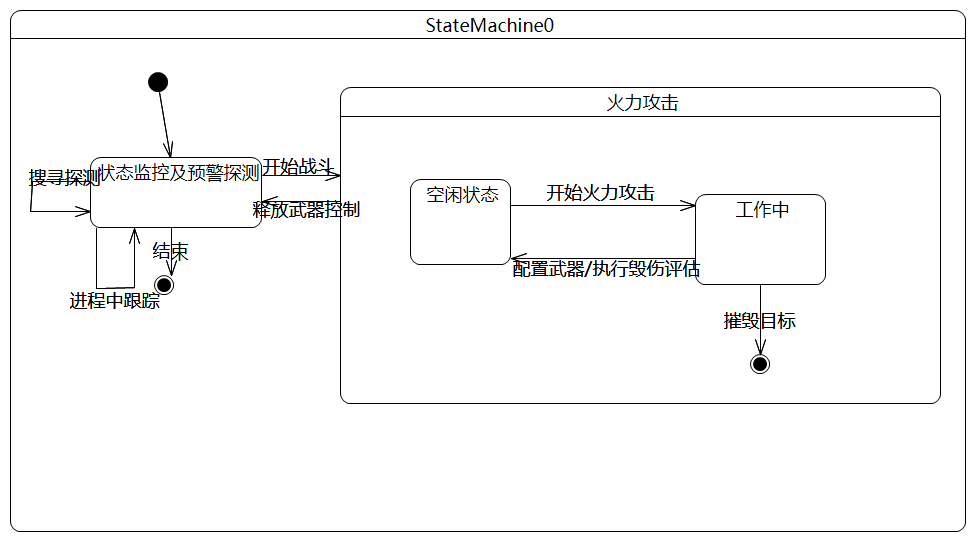 StateMachine0
火力攻击
状态监控及预警探测
开始战斗
搜寻探测
释放武器控制
空闲状态
开始火力攻击
工作中
结束
配置武器/执行毁伤评估
进程中跟踪
摧毁目标